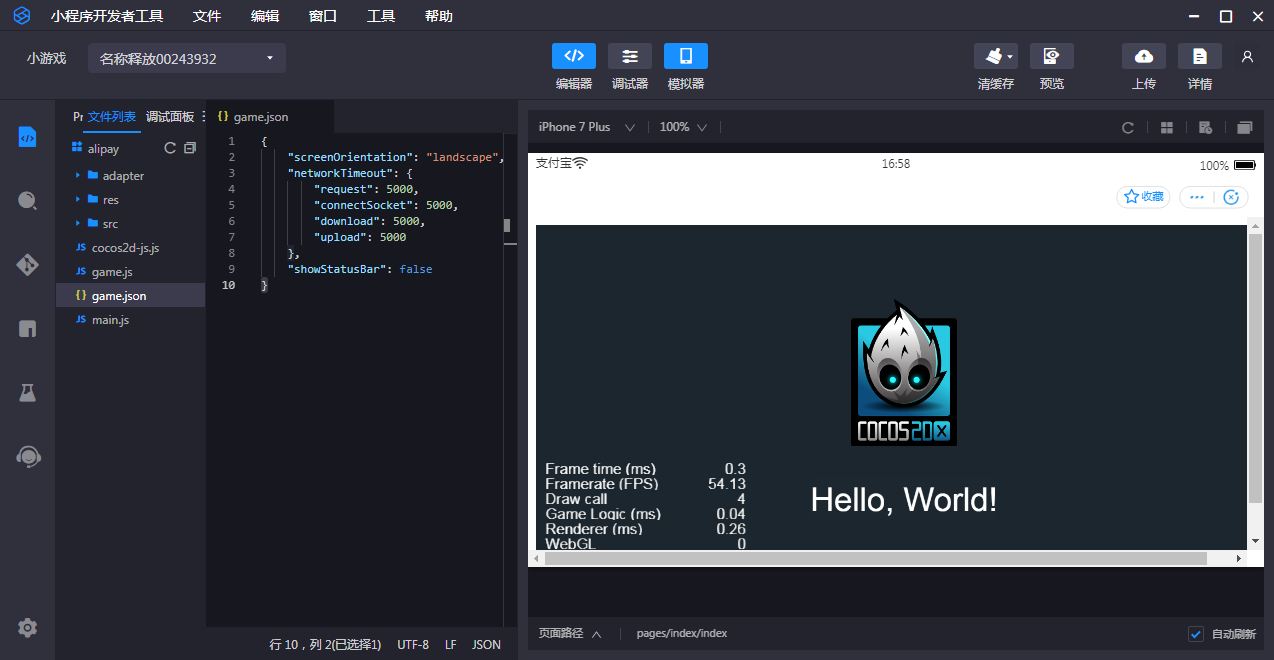 小程序开发者工具 文件 编辑 窗口 工具 帮助
小游戏 名称释放00243932
编辑器 调试器 模拟器 清缓存 预览 上传 详情
Pr 文件列表 调试面板
alipay
adapter
res
src
JS cocos2d-js.js
JS game.js
{} game.json
JS main.js
{} game.json
1 {
2 "screenOrientation": "landscape",
3 "networkTimeout": {
4 "request": 5000,
5 "connectSocket": 5000,
6 "download": 5000,
7 "upload": 5000
8 },
9 "showStatusBar": false
10 }
行 10，列 2(已选择1) UTF-8 LF JSON
iPhone 7 Plus 100%
支付宝 16:58 100%
收藏
COCOS2DX
Frame time (ms) 0.3
Framerate (FPS) 54.13
Draw call 4
Game Logic (ms) 0.04
Renderer (ms) 0.26
WebGL 0
Hello, World!
页面路径 pages/index/index 自动刷新